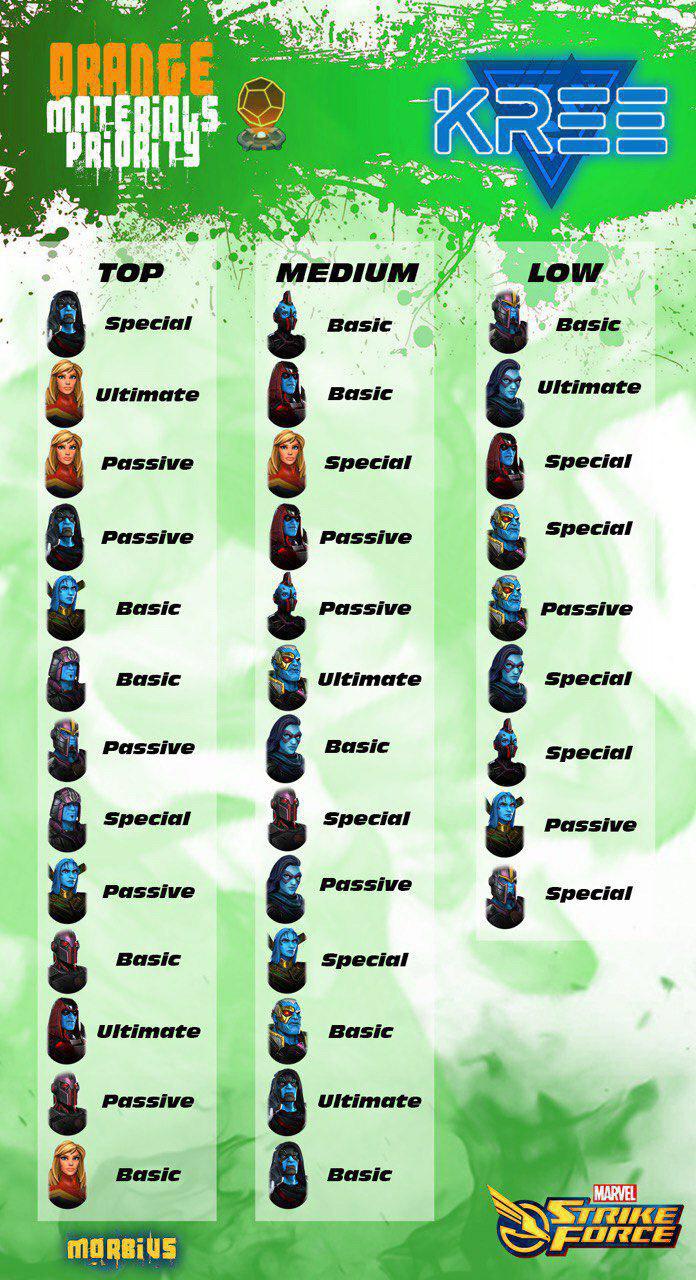 ORANGE
MATERIALS
PRIORITY
KREE
TOP
Special
Ultimate
Passive
Passive
Basic
Basic
Passive
Special
Passive
Basic
Ultimate
Passive
Basic
MEDIUM
Basic
Basic
Special
Passive
Passive
Ultimate
Basic
Special
Passive
Special
Basic
Ultimate
Basic
LOW
Basic
Ultimate
Special
Special
Passive
Special
Special
Passive
Special
MORBIUS
MARVEL
STRIKE
FORCE